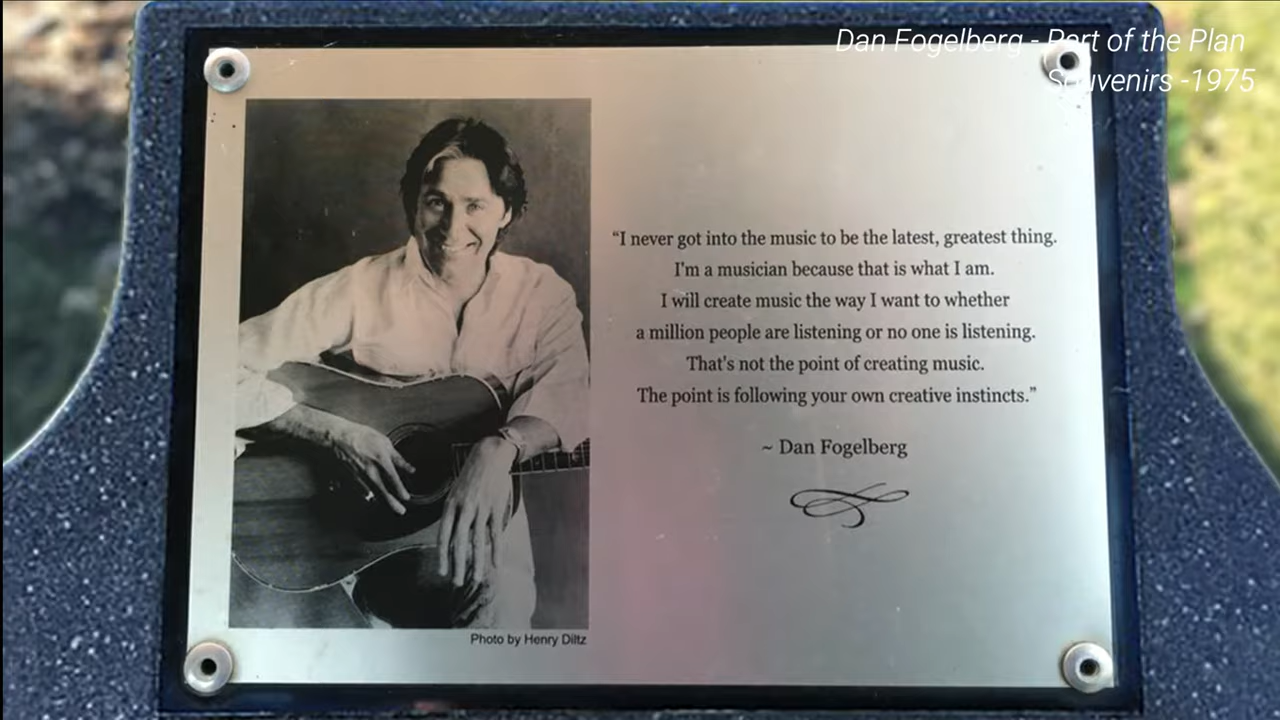 Dan Fogelberg - Part of the Plan
Souvenirs -1975
“I never got into the music to be the latest, greatest thing.
I'm a musician because that is what I am.
I will create music the way I want to whether
a million people are listening or no one is listening.
That's not the point of creating music.
The point is following your own creative instincts.”
~ Dan Fogelberg
Photo by Henry Diltz